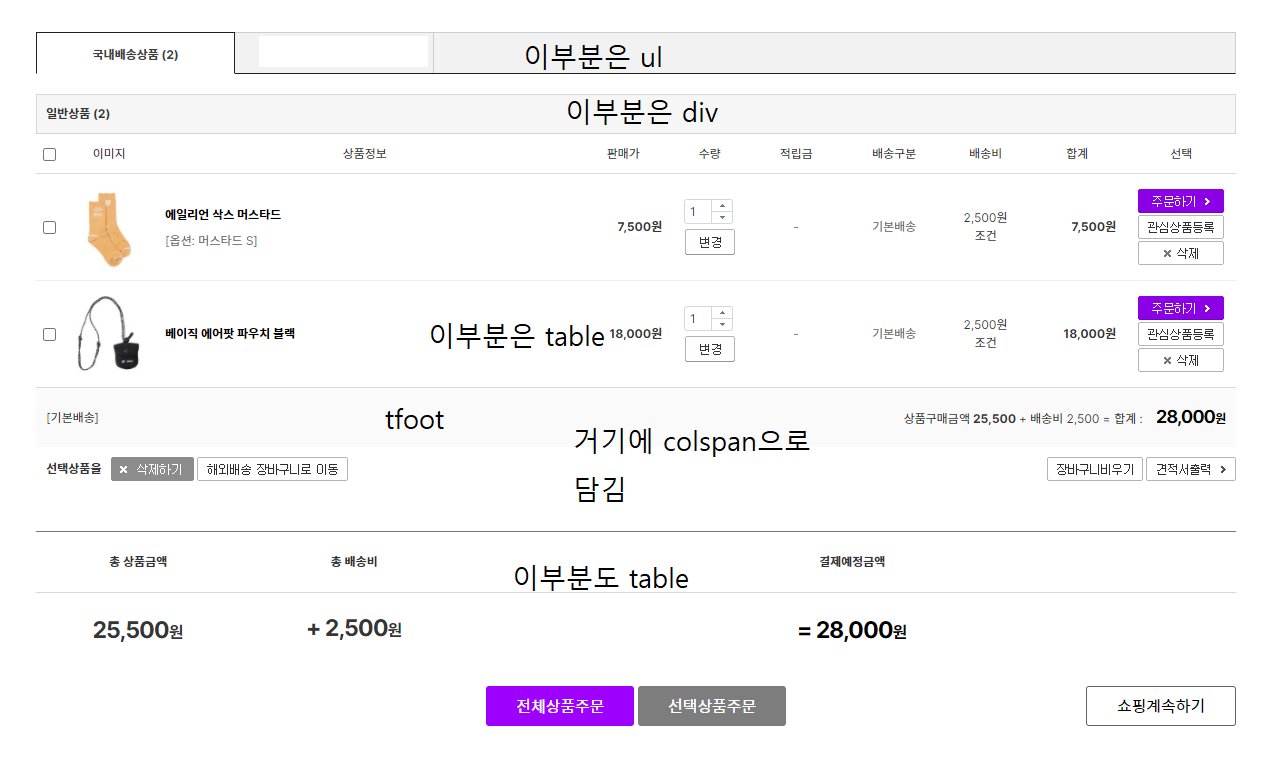 국내배송상품 (2)
이부분은 ul
일반상품 (2)
이부분은 div
이미지 상품정보 판매가 수량 적립금 배송구분 배송비 합계 선택
에일리언 삭스 머스타드
[옵션: 머스타드 S]
7,500원
1
변경
-
기본배송
2,500원
조건
7,500원
주문하기 >
관심상품등록
× 삭제
베이직 에어팟 파우치 블랙
이부분은 table
18,000원
1
변경
-
기본배송
2,500원
조건
18,000원
주문하기 >
관심상품등록
× 삭제
[기본배송]
tfoot
상품구매금액 25,500 + 배송비 2,500 = 합계 : 28,000원
거기에 colspan으로
담김
선택상품을 × 삭제하기 해외배송 장바구니로 이동
장바구니비우기 견적서출력 >
총 상품금액 총 배송비 결제예정금액
이부분도 table
25,500원 + 2,500원 = 28,000원
전체상품주문 선택상품주문 쇼핑계속하기